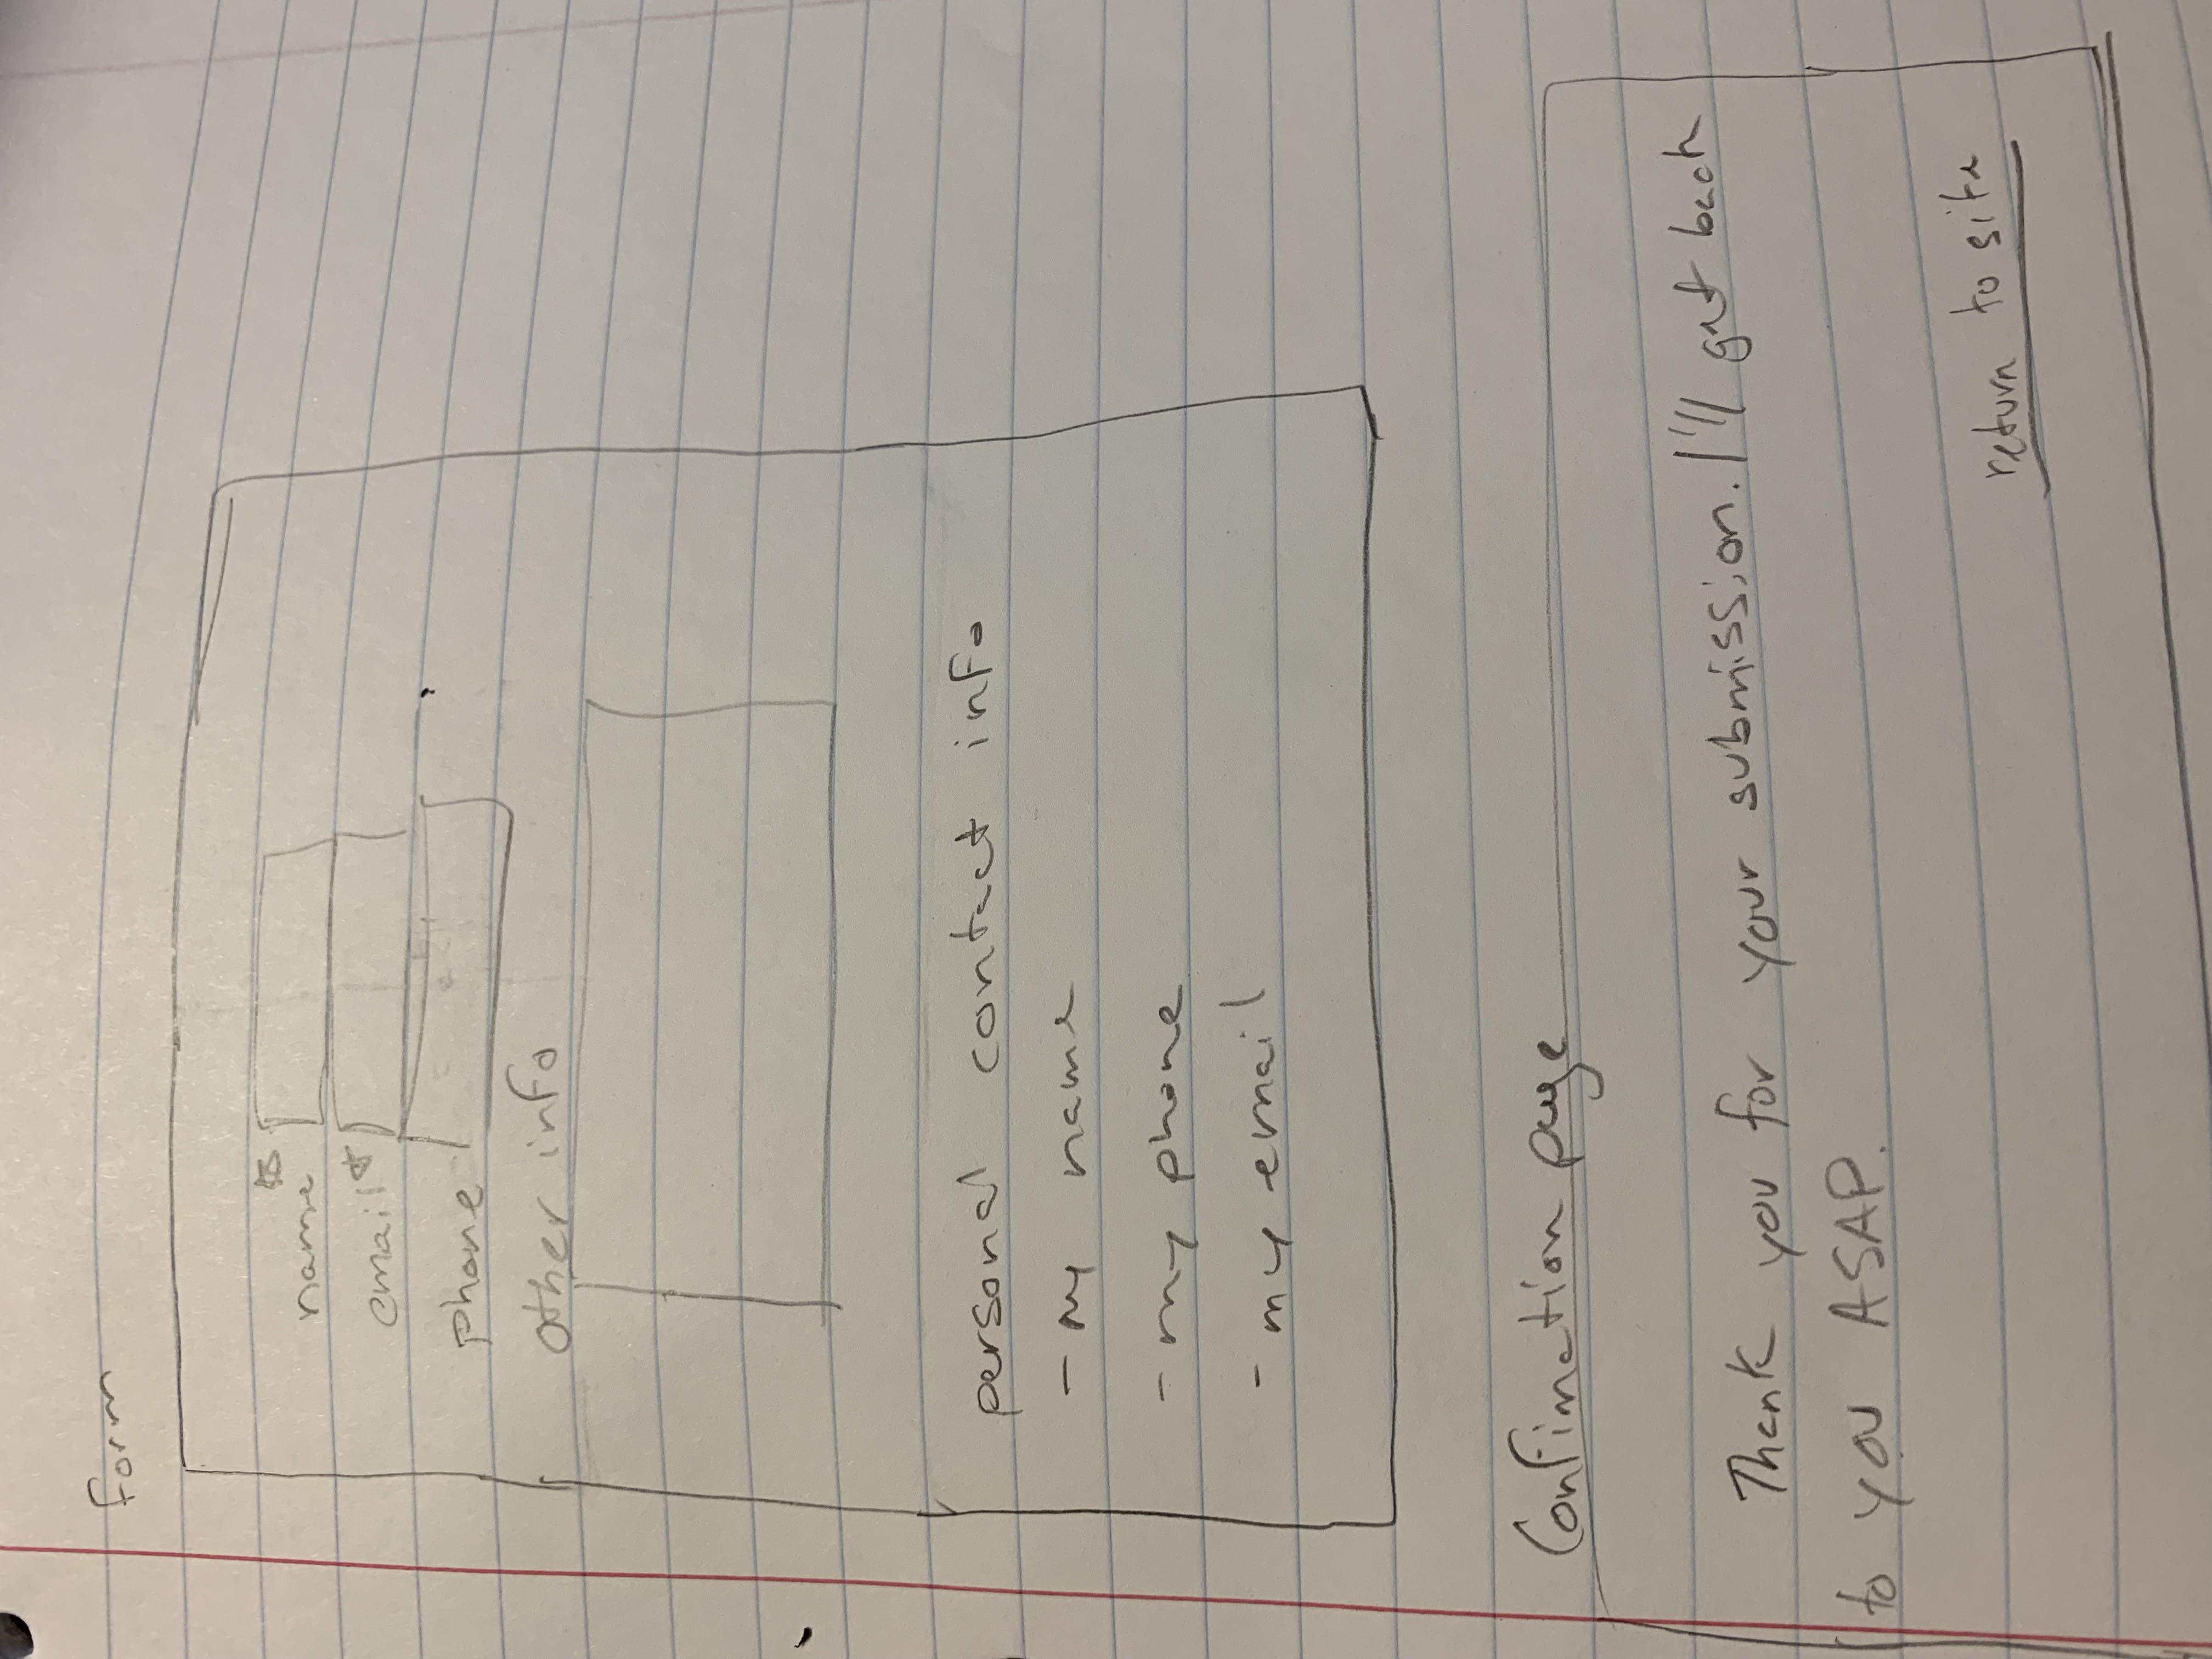 form
name*
email*
phone
other info
personal contact info
- my name
- my phone
- my email
Confimation page
Thank you for your submission. I'll get back
to you ASAP.
return to site